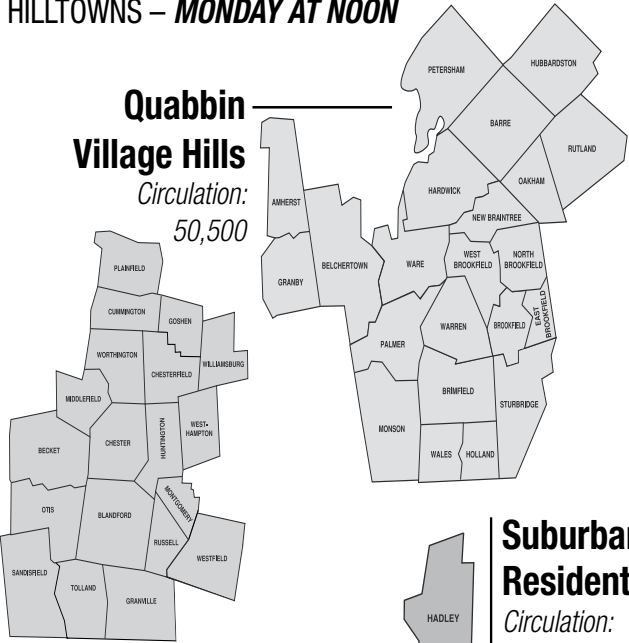 HILLTOWNS – MONDAY AT NOON
Quabbin
Village Hills
Circulation:
50,500
PETERSHAM
HUBBARDSTON
BARRE
RUTLAND
HARDWICK
OAKHAM
NEW BRAINTREE
AMHERST
BELCHERTOWN
WARE
WEST
BROOKFIELD
NORTH
BROOKFIELD
GRANBY
WARREN
BROOKFIELD
EAST
BROOKFIELD
PALMER
BRIMFIELD
STURBRIDGE
MONSON
WALES
HOLLAND
PLAINFIELD
CUMMINGTON
GOSHEN
WORTHINGTON
CHESTERFIELD
WILLIAMSBURG
MIDDLEFIELD
WEST-
HAMPTON
HUNTINGTON
CHESTER
BECKET
MONTGOMERY
OTIS
BLANDFORD
RUSSELL
WESTFIELD
SANDISFIELD
TOLLAND
GRANVILLE
Suburba
Resident
Circulation:
HADLEY